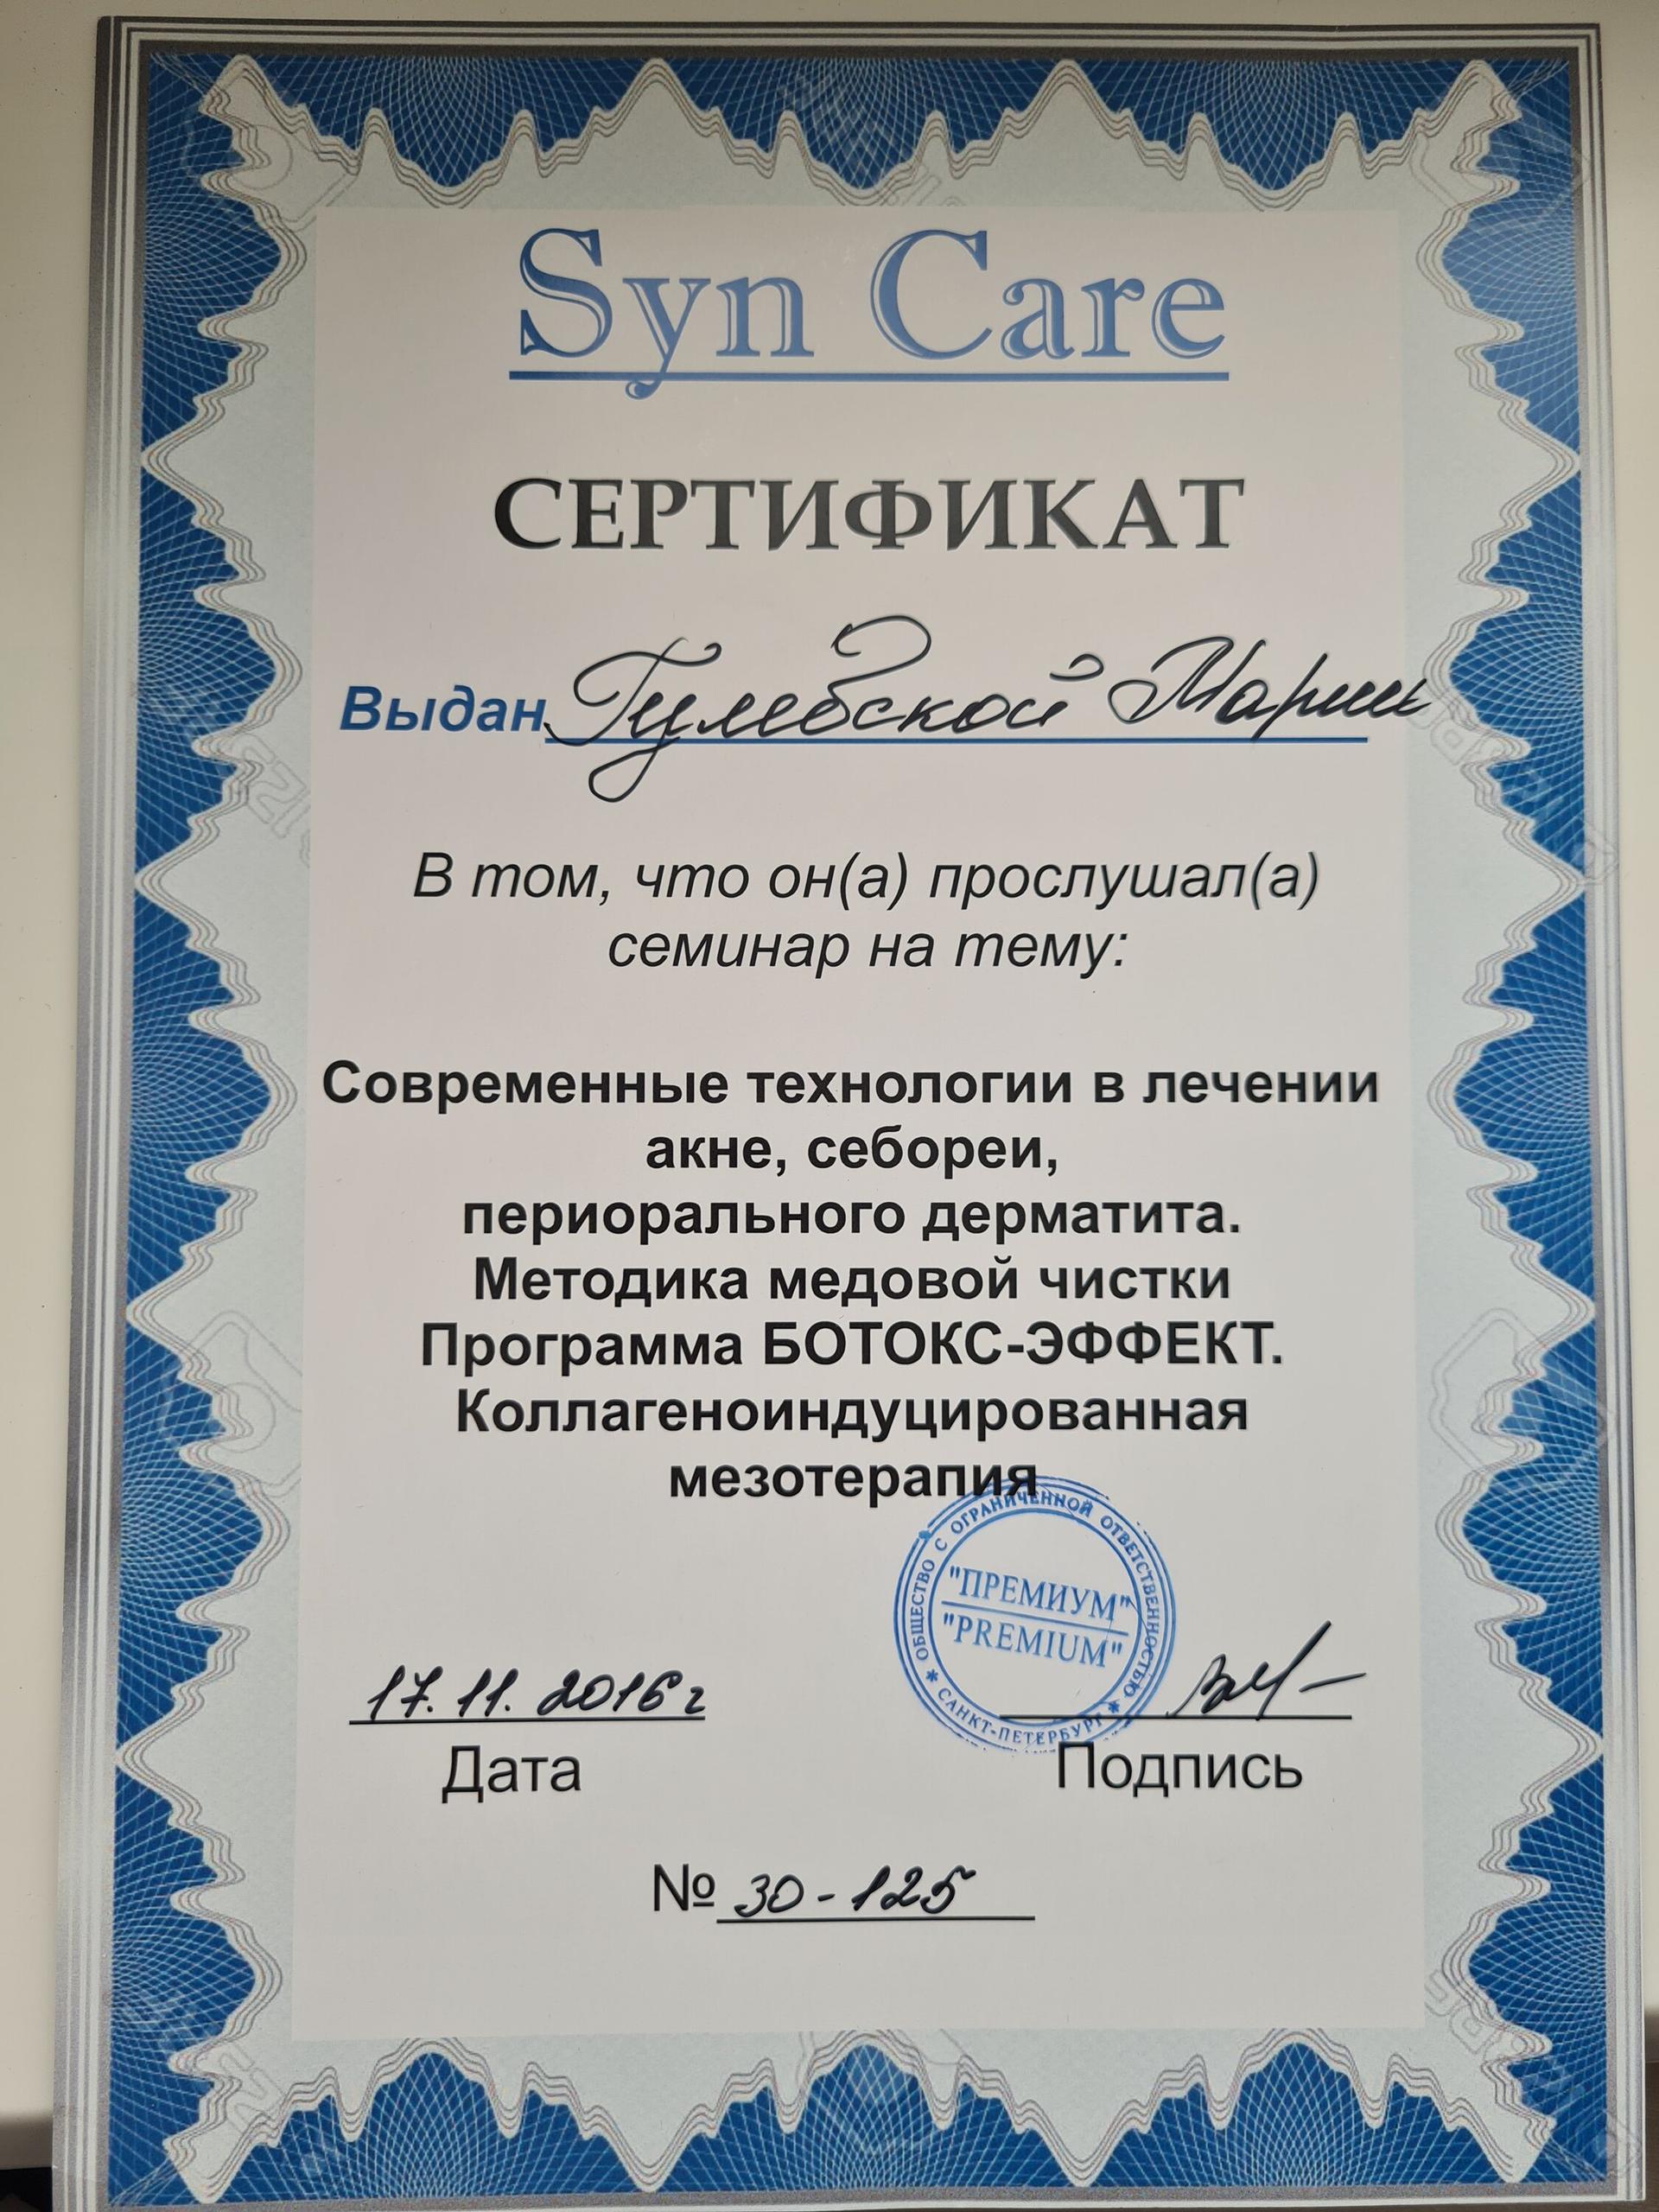 Syn Care
СЕРТИФИКАТ
Выдан Гулевской Марии
В том, что он(а) прослушал(а)
семинар на тему:
Современные технологии в лечении
акне, себореи,
периорального дерматита.
Методика медовой чистки
Программа БОТОКС-ЭФФЕКТ.
Коллагеноиндуцированная
мезотерапия
ОБЩЕСТВО С ОГРАНИЧЕННОЙ ОТВЕТСТВЕННОСТЬЮ
"ПРЕМИУМ"
"PREMIUM"
* САНКТ-ПЕТЕРБУРГ *
17.11.2016 г
Дата
Подпись
№ 30-125